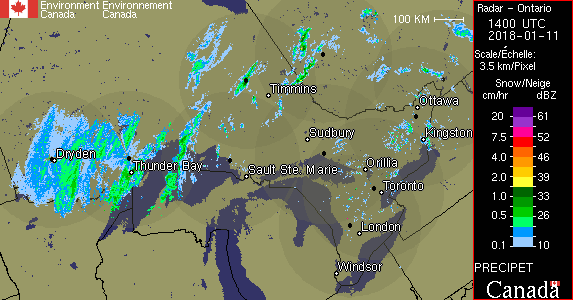 Environment Environnement
Canada Canada
100 KM
Timmins
Ottawa
Sudbury
Kingston
Dryden
Thunder Bay
Sault Ste. Marie
Orillia
Toronto
London
Windsor
Radar - Ontario
1400 UTC
2018-01-11
Scale/Échelle:
3.5 km/Pixel
Snow/Neige
cm/hr dBZ
20 61
7.5 52
4.0 46
2.0 39
1.0 33
0.5 26
0.1 10
PRECIPET
Canada